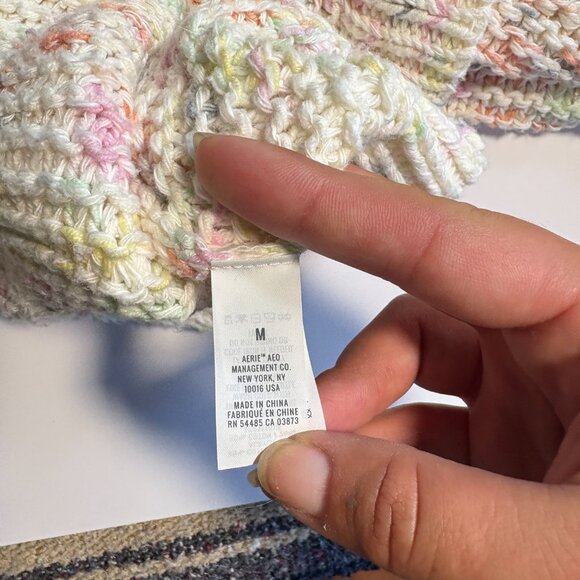 M
AERIE™ AEO
MANAGEMENT CO.
NEW YORK, NY
10016 USA
MADE IN CHINA
FABRIQUÉ EN CHINE
RN 54485 CA 03873